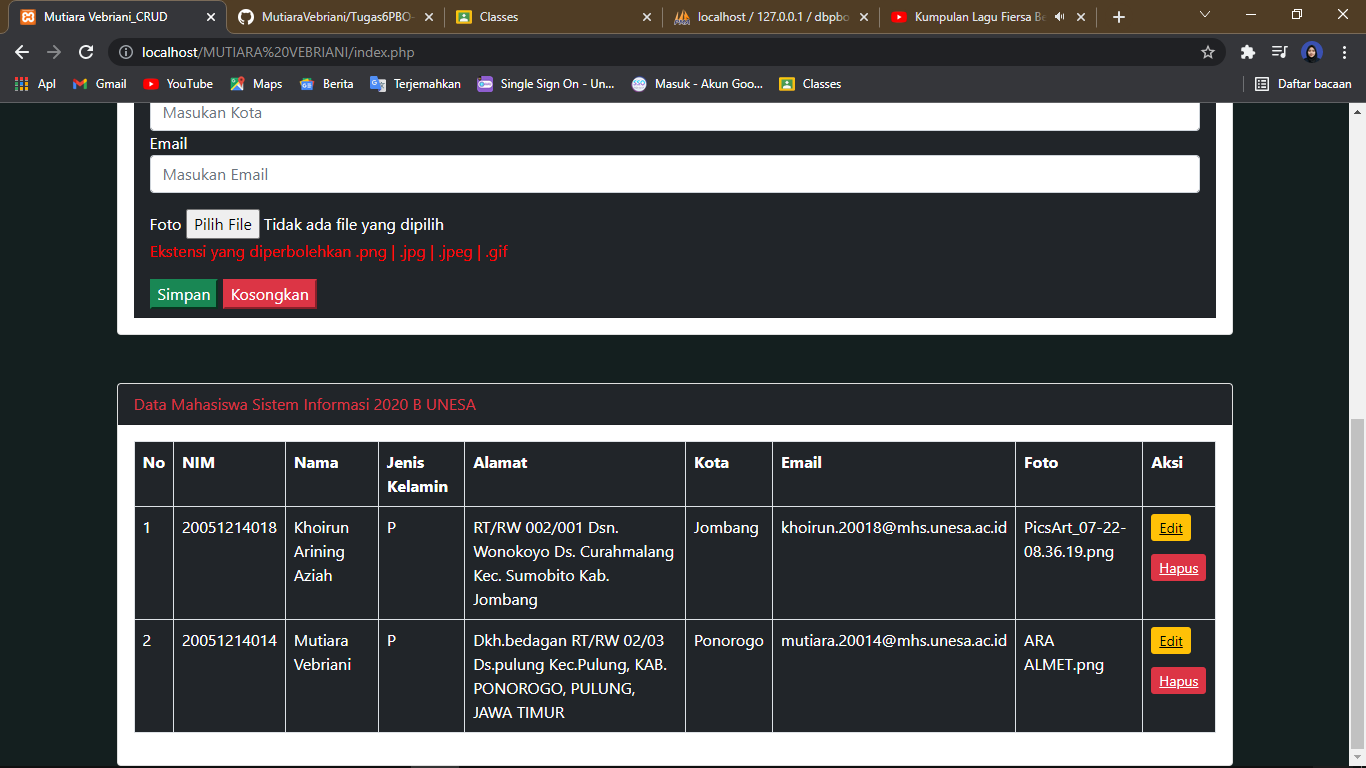 Mutiara Vebriani_CRUD
MutiaraVebriani/Tugas6PBO-
Classes
localhost / 127.0.0.1 / dbpbo
Kumpulan Lagu Fiersa Be
localhost/MUTIARA%20VEBRIANI/index.php
Apl
Gmail
YouTube
Maps
Berita
Terjemahkan
Single Sign On - Un...
Masuk - Akun Goo...
Classes
Daftar bacaan
Masukan Kota
Email
Masukan Email
Foto Pilih File Tidak ada file yang dipilih
Ekstensi yang diperbolehkan .png | .jpg | .jpeg | .gif
Simpan Kosongkan
Data Mahasiswa Sistem Informasi 2020 B UNESA
No
NIM
Nama
Jenis
Kelamin
Alamat
Kota
Email
Foto
Aksi
1
20051214018
Khoirun
Arining
Aziah
P
RT/RW 002/001 Dsn.
Wonokoyo Ds. Curahmalang
Kec. Sumobito Kab.
Jombang
Jombang
khoirun.20018@mhs.unesa.ac.id
PicsArt_07-22-
08.36.19.png
Edit
Hapus
2
20051214014
Mutiara
Vebriani
P
Dkh.bedagan RT/RW 02/03
Ds.pulung Kec.Pulung, KAB.
PONOROGO, PULUNG,
JAWA TIMUR
Ponorogo
mutiara.20014@mhs.unesa.ac.id
ARA
ALMET.png
Edit
Hapus